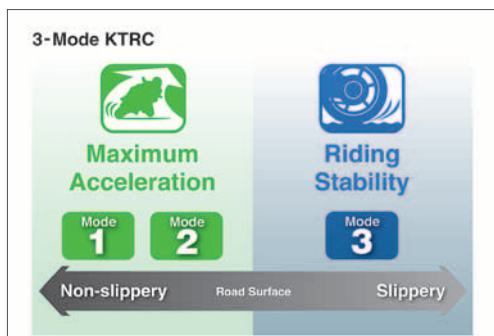 3-Mode KTRC
Maximum
Acceleration
Riding
Stability
Mode
1
Mode
2
Mode
3
Non-slippery
Road Surface
Slippery